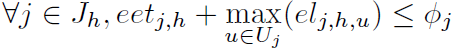 ∀j ∈ J_h, eet_{j,h} + max_{u∈U_j}(el_{j,h,u}) ≤ ϕ_j